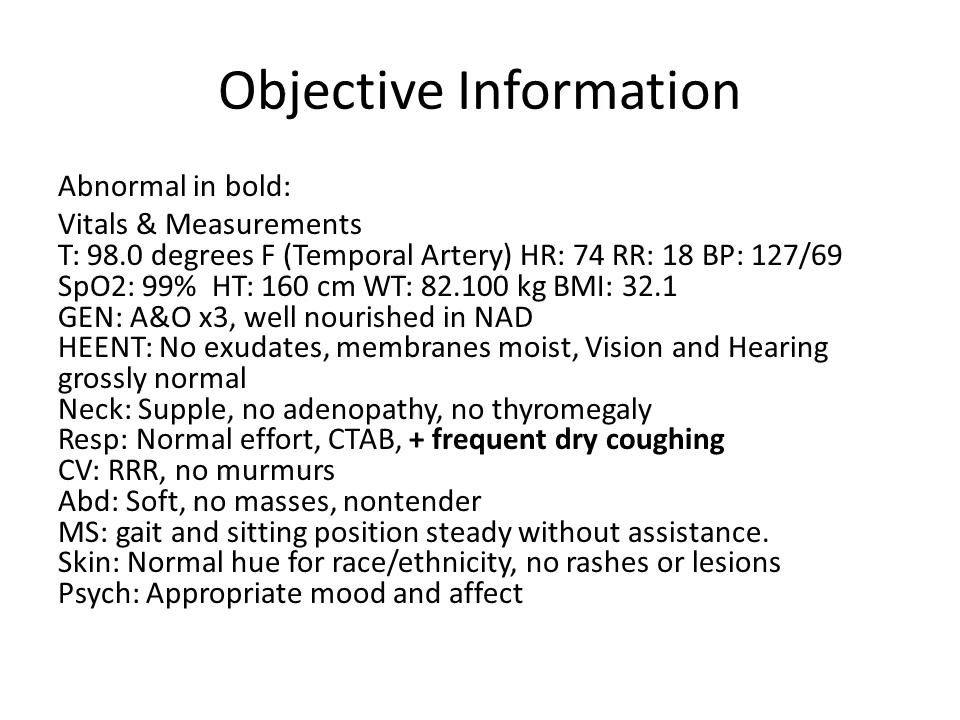 Objective Information
Abnormal in bold:
Vitals & Measurements
T: 98.0 degrees F (Temporal Artery) HR: 74 RR: 18 BP: 127/69
SpO2: 99%  HT: 160 cm WT: 82.100 kg BMI: 32.1
GEN: A&O x3, well nourished in NAD
HEENT: No exudates, membranes moist, Vision and Hearing
grossly normal
Neck: Supple, no adenopathy, no thyromegaly
Resp: Normal effort, CTAB, + frequent dry coughing
CV: RRR, no murmurs
Abd: Soft, no masses, nontender
MS: gait and sitting position steady without assistance.
Skin: Normal hue for race/ethnicity, no rashes or lesions
Psych: Appropriate mood and affect